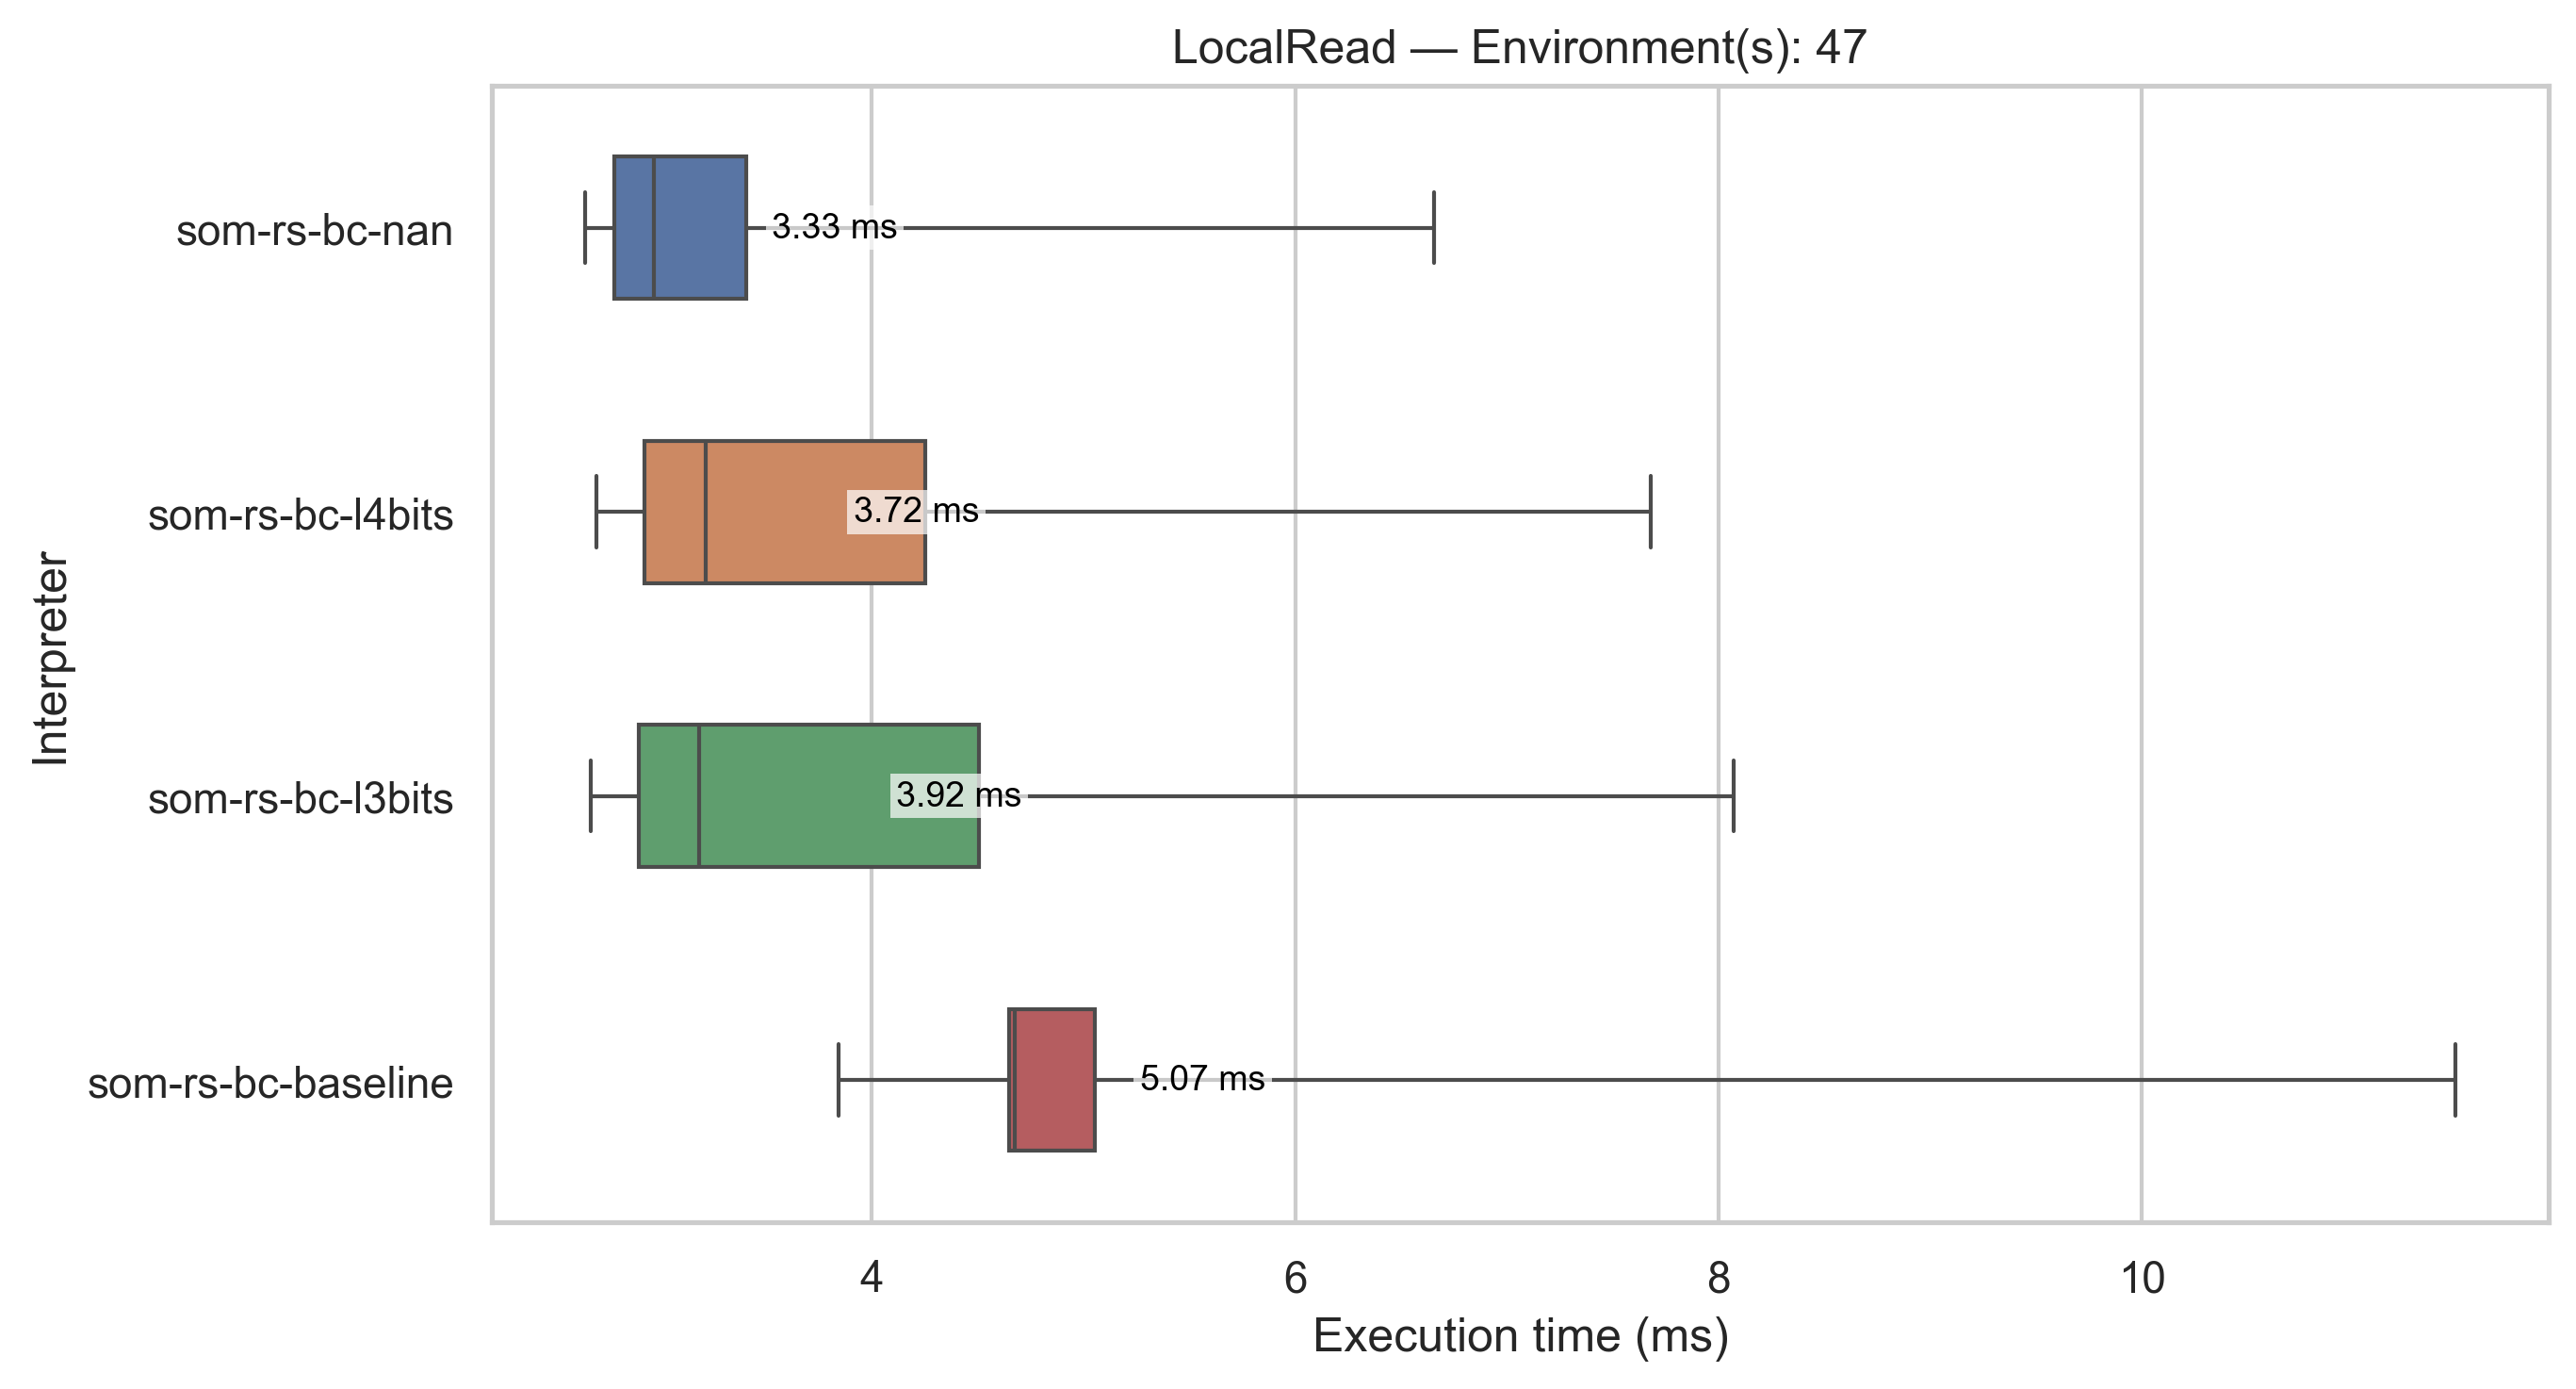 LocalRead — Environment(s): 47
som-rs-bc-nan
3.33 ms
som-rs-bc-l4bits
3.72 ms
som-rs-bc-l3bits
3.92 ms
som-rs-bc-baseline
5.07 ms
Interpreter
4 6 8 10
Execution time (ms)